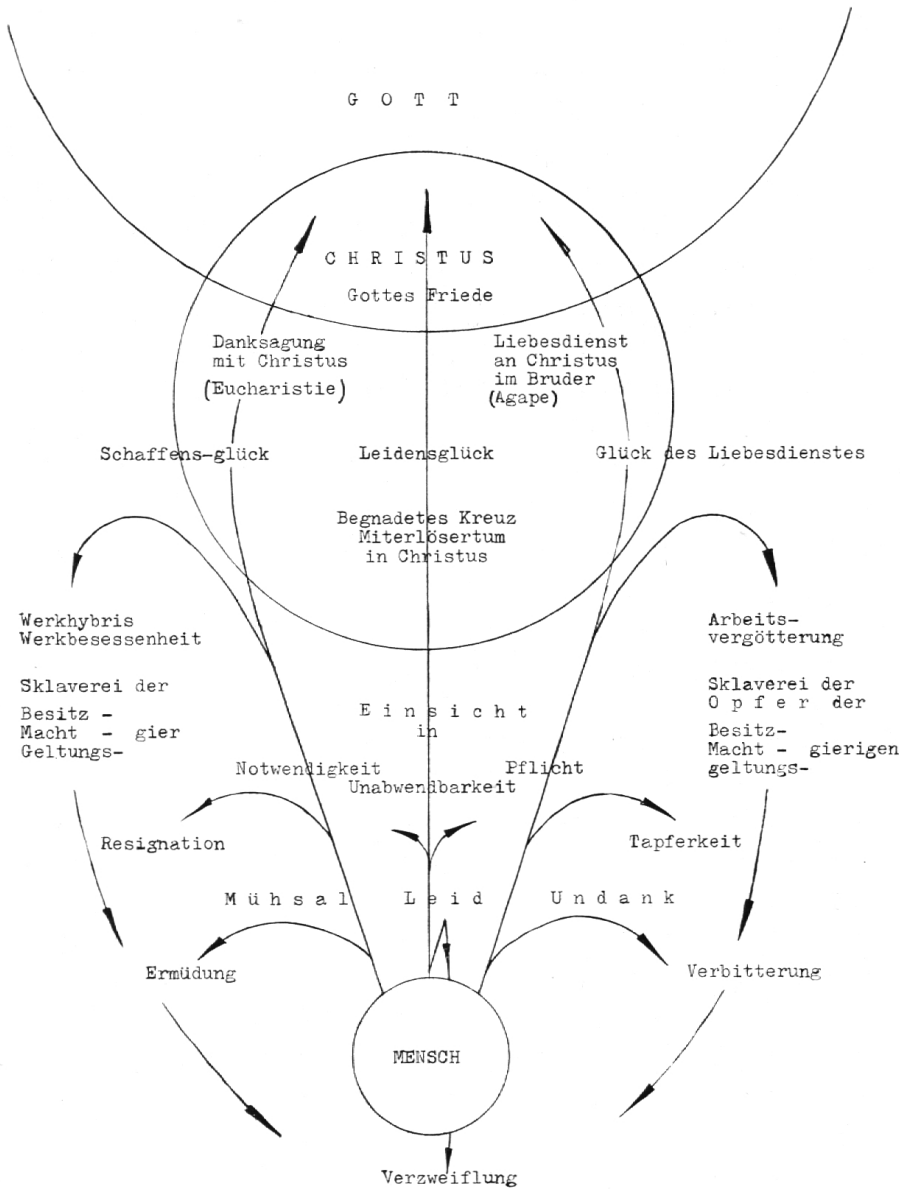 G O T T
C H R I S T U S
Gottes Friede
Danksagung
mit Christus
(Eucharistie)
Liebesdienst
an Christus
im Bruder
(Agape)
Schaffens-glück
Leidensglück
Glück des Liebesdienstes
Begnadetes Kreuz
Miterlösertum
in Christus
Werkhybris
Werkbesessenheit
Sklaverei der
Besitz -
Macht - gier
Geltungs-
Arbeits-
vergötterung
Sklaverei der
O p f e r der
Besitz-
Macht - gierigen
geltungs-
E i n s i c h t
in
Notwendigkeit
Unabwendbarkeit
Pflicht
Resignation
Tapferkeit
M ü h s a l
L e i d
U n d a n k
Ermüdung
Verbitterung
MENSCH
Verzweiflung